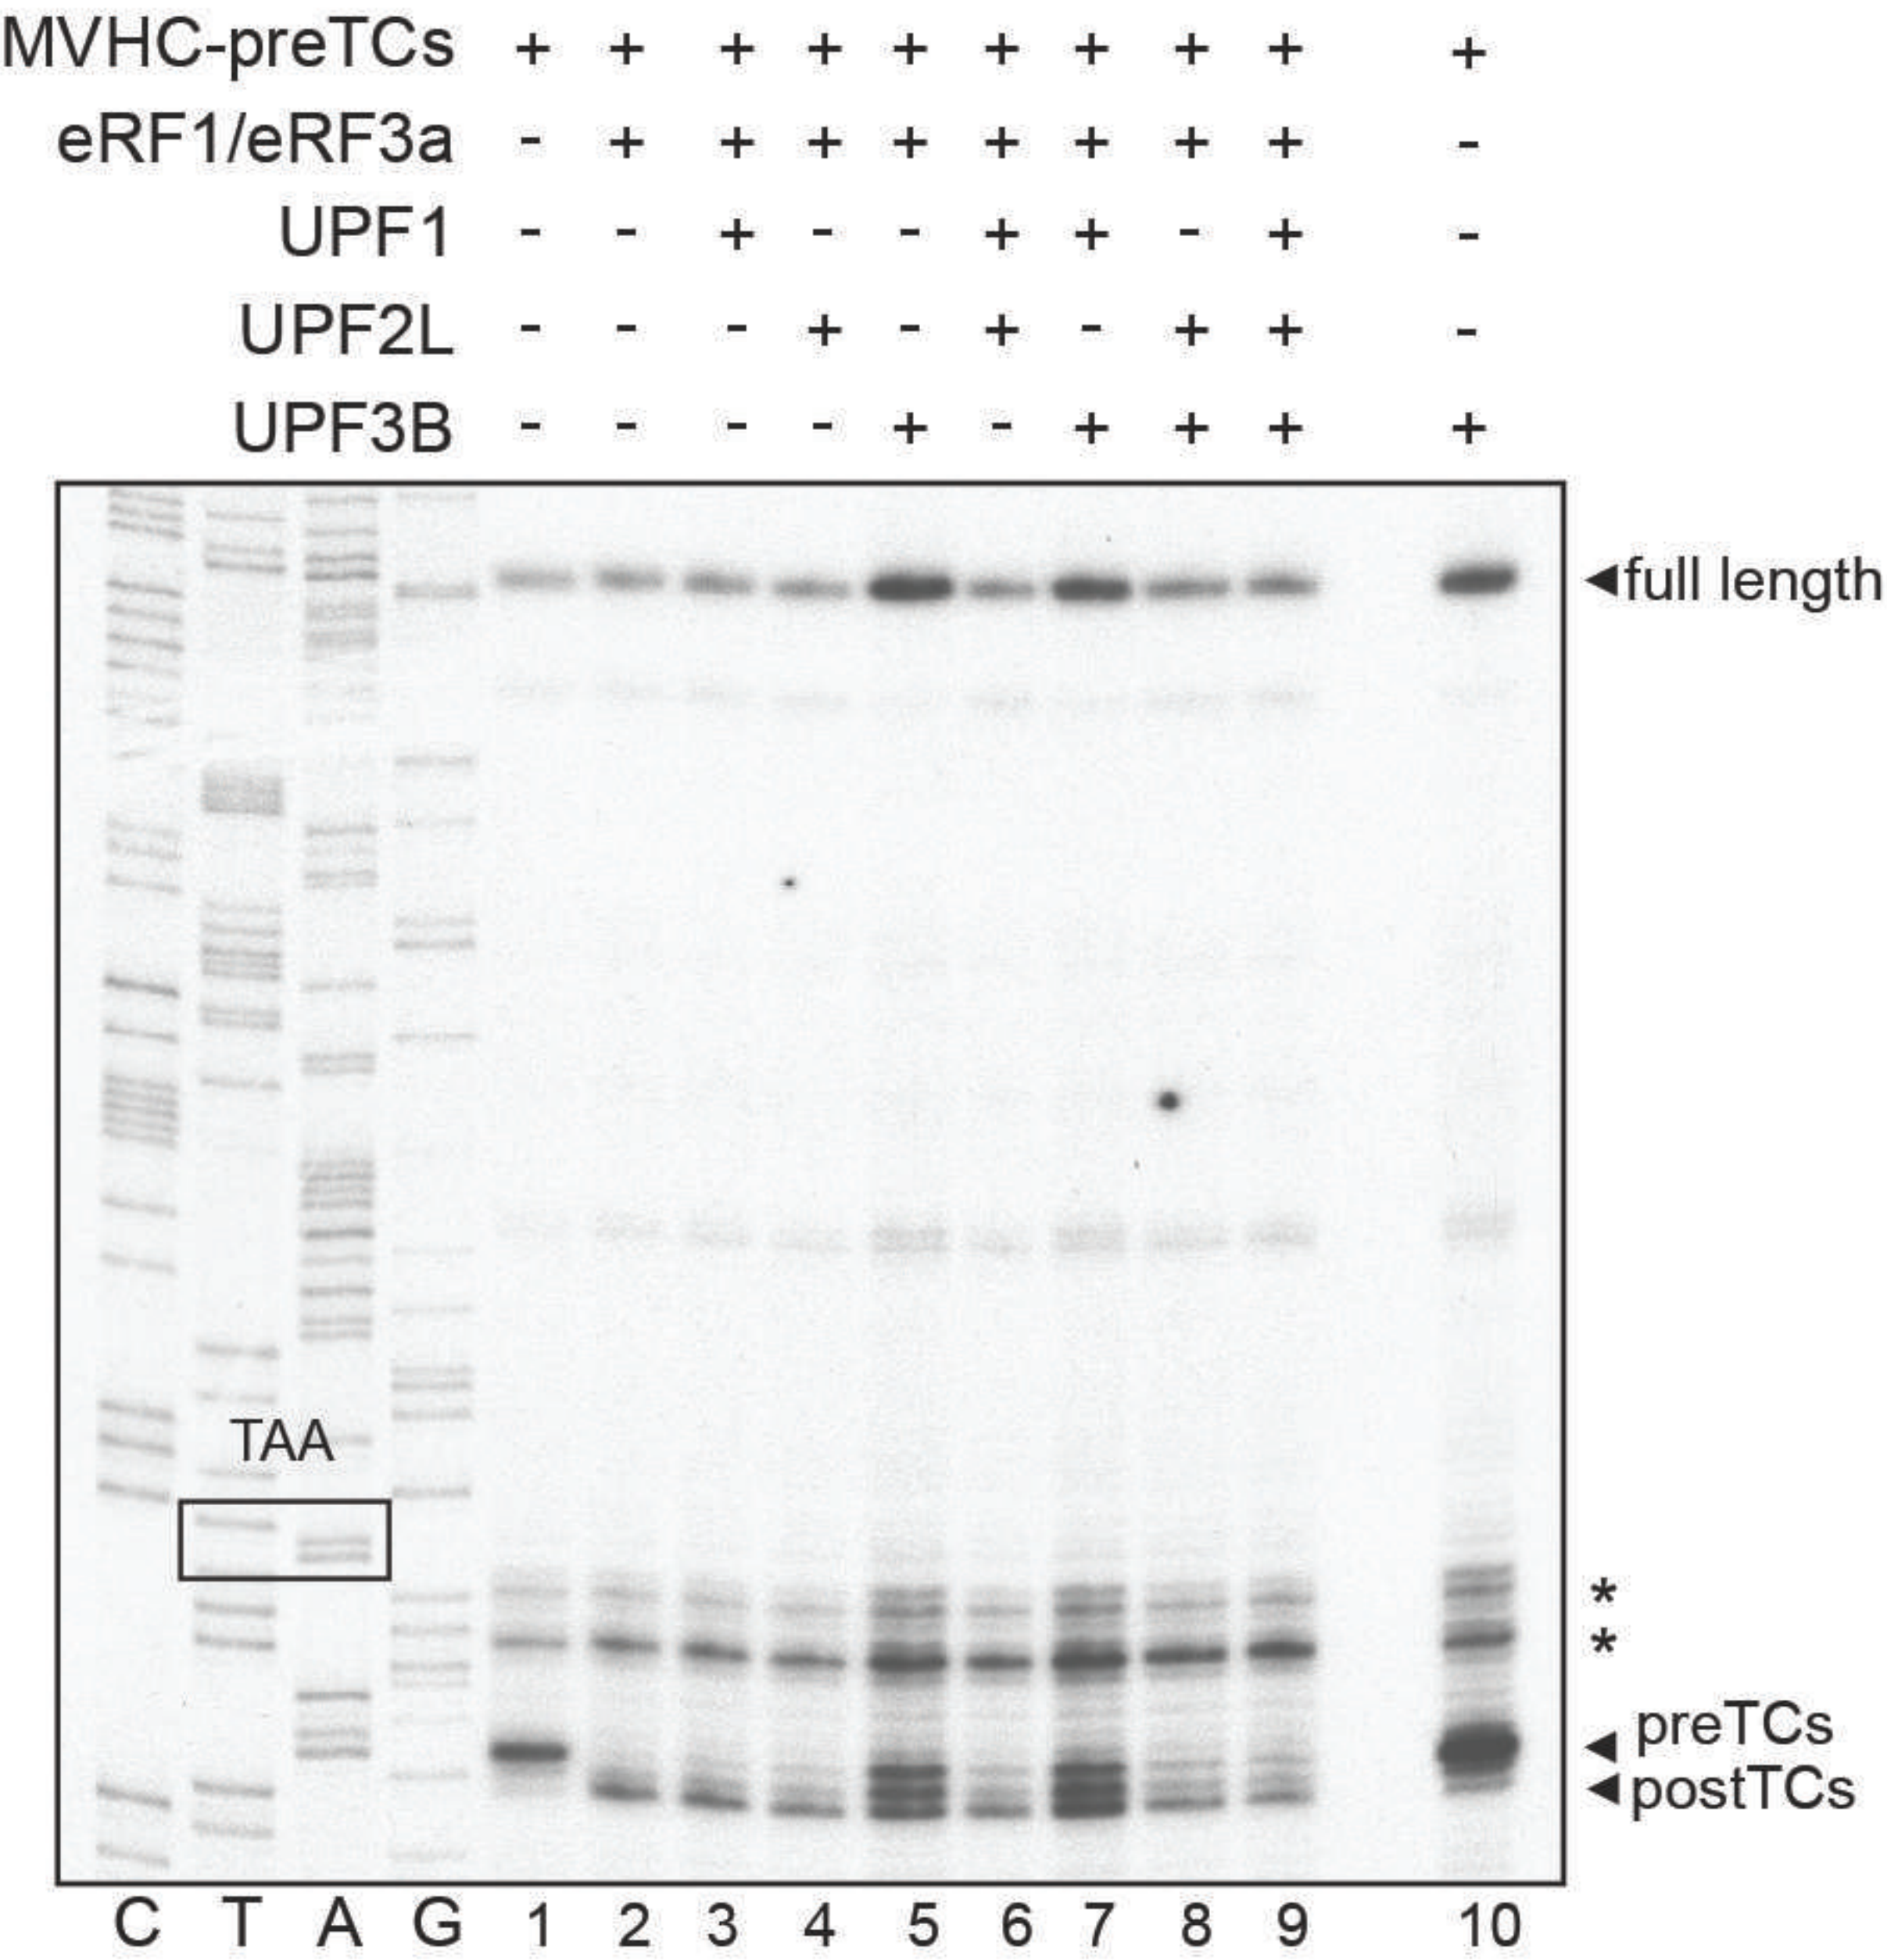 MVHC-preTCs + + + + + + + + + +
eRF1/eRF3a - + + + + + + + + -
UPF1 - - + - - + + - + -
UPF2L - - - + - + - + + -
UPF3B - - - - + - + + + +
◄full length
TAA
*
*
◄ preTCs
◄postTCs
C T A G 1 2 3 4 5 6 7 8 9 10